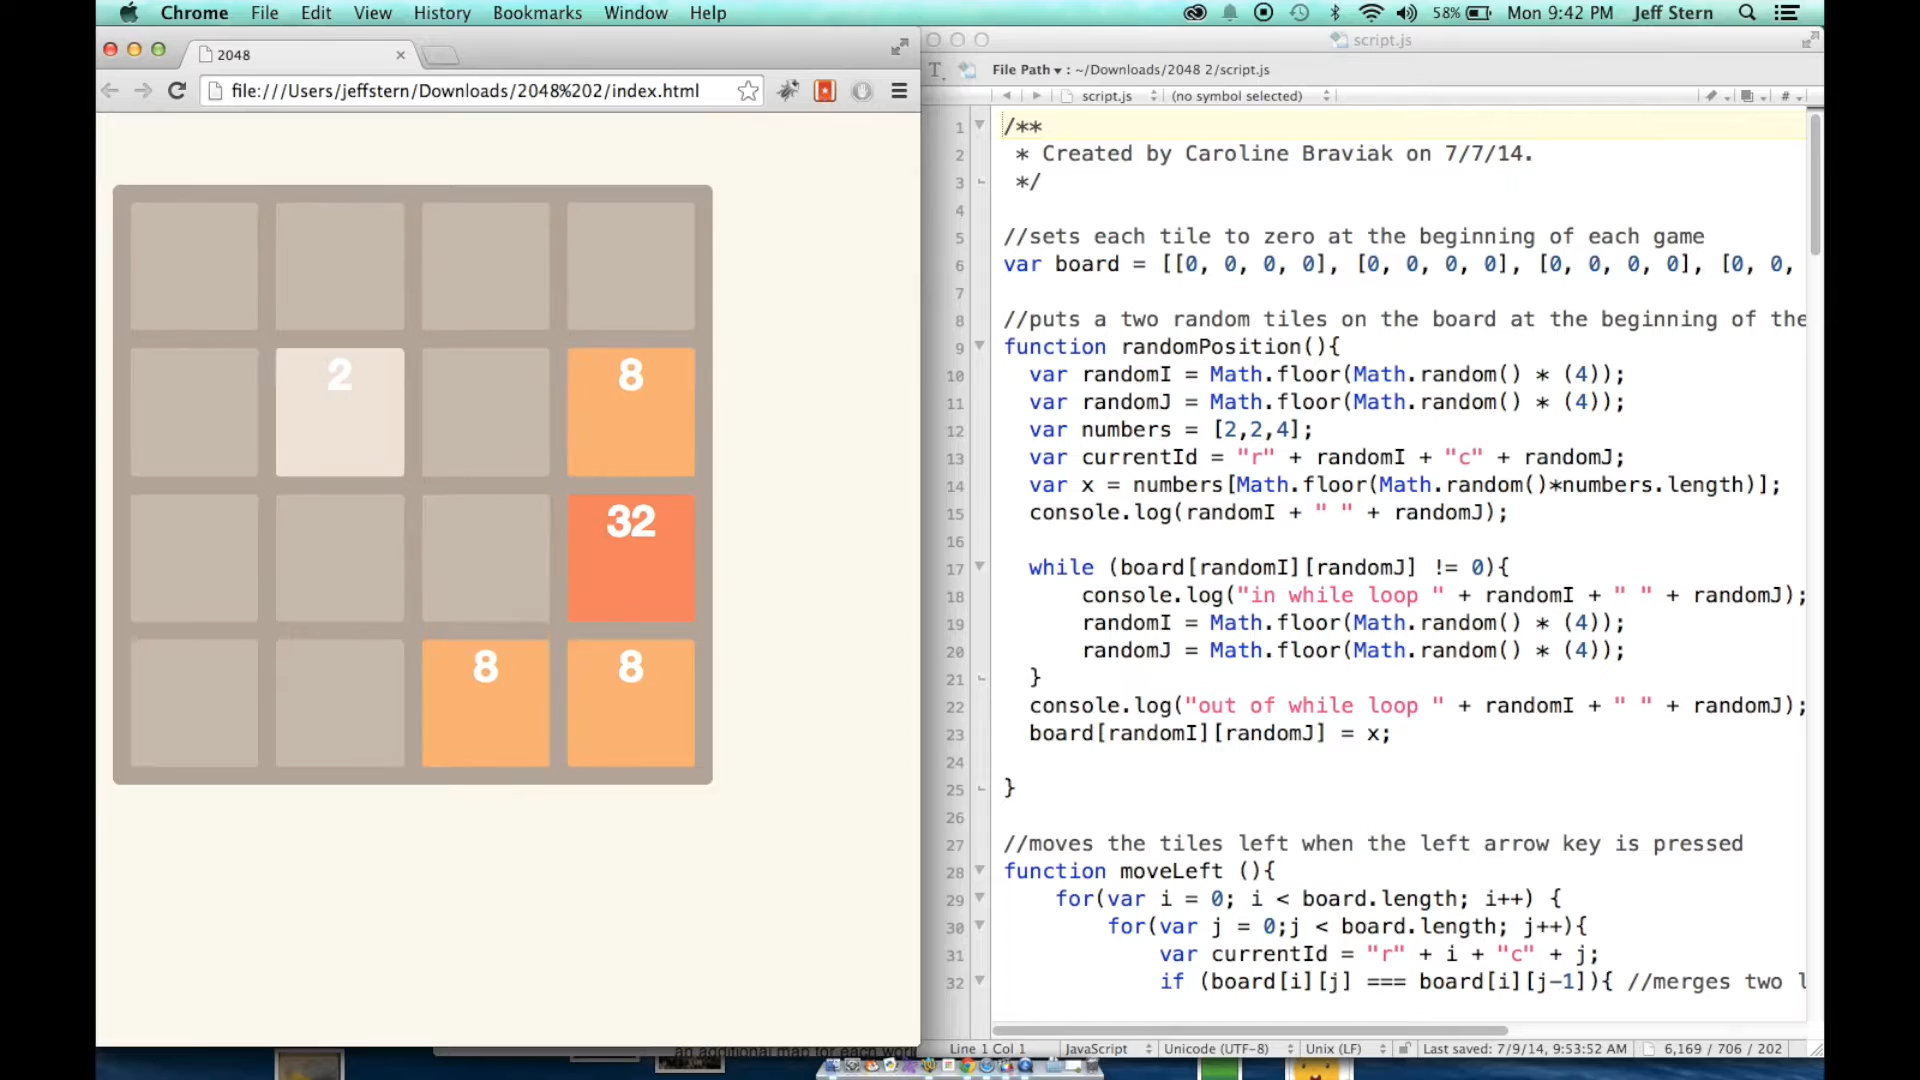 Chrome File Edit View History Bookmarks Window Help 58% Mon 9:42 PM Jeff Stern
2048
file:///Users/jeffstern/Downloads/2048%202/index.html
2 8
32
8 8
an additional map for each worl
script.js
File Path : ~/Downloads/2048 2/script.js
script.js (no symbol selected) #
1 /**
2 * Created by Caroline Braviak on 7/7/14.
3 */
4
5 //sets each tile to zero at the beginning of each game
6 var board = [[0, 0, 0, 0], [0, 0, 0, 0], [0, 0, 0, 0], [0, 0,
7
8 //puts a two random tiles on the board at the beginning of the
9 function randomPosition(){
10 var randomI = Math.floor(Math.random() * (4));
11 var randomJ = Math.floor(Math.random() * (4));
12 var numbers = [2,2,4];
13 var currentId = "r" + randomI + "c" + randomJ;
14 var x = numbers[Math.floor(Math.random()*numbers.length)];
15 console.log(randomI + " " + randomJ);
16
17 while (board[randomI][randomJ] != 0){
18 console.log("in while loop " + randomI + " " + randomJ);
19 randomI = Math.floor(Math.random() * (4));
20 randomJ = Math.floor(Math.random() * (4));
21 }
22 console.log("out of while loop " + randomI + " " + randomJ);
23 board[randomI][randomJ] = x;
24
25 }
26
27 //moves the tiles left when the left arrow key is pressed
28 function moveLeft (){
29 for(var i = 0; i < board.length; i++) {
30 for(var j = 0;j < board.length; j++){
31 var currentId = "r" + i + "c" + j;
32 if (board[i][j] === board[i][j-1]){ //merges two l
Line 1 Col 1 JavaScript Unicode (UTF-8) Unix (LF) Last saved: 7/9/14, 9:53:52 AM 6,169 / 706 / 202